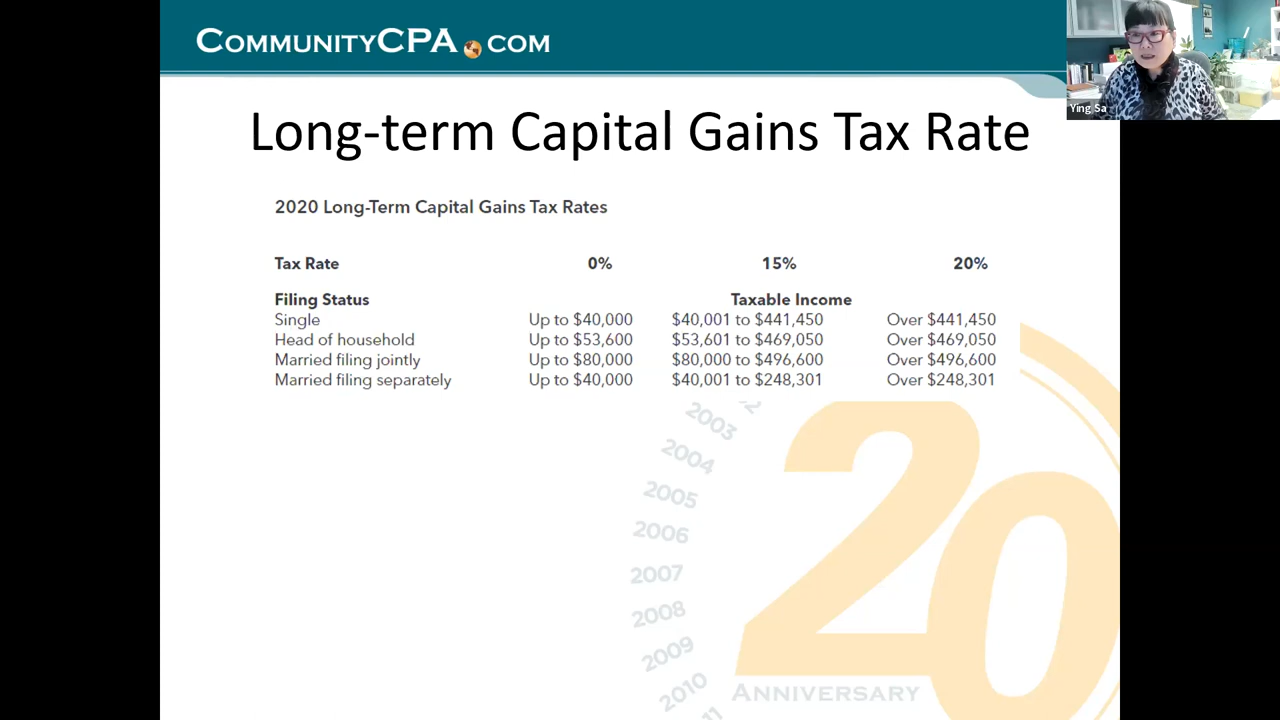 COMMUNITYCPA.COM
Ying Sa
Long-term Capital Gains Tax Rate
2020 Long-Term Capital Gains Tax Rates
Tax Rate 0% 15% 20%
Filing Status Taxable Income
Single Up to $40,000 $40,001 to $441,450 Over $441,450
Head of household Up to $53,600 $53,601 to $469,050 Over $469,050
Married filing jointly Up to $80,000 $80,000 to $496,600 Over $496,600
Married filing separately Up to $40,000 $40,001 to $248,301 Over $248,301
2003
2004
2005
2006
2007
2008
2009
2010
20
ANNIVERSARY